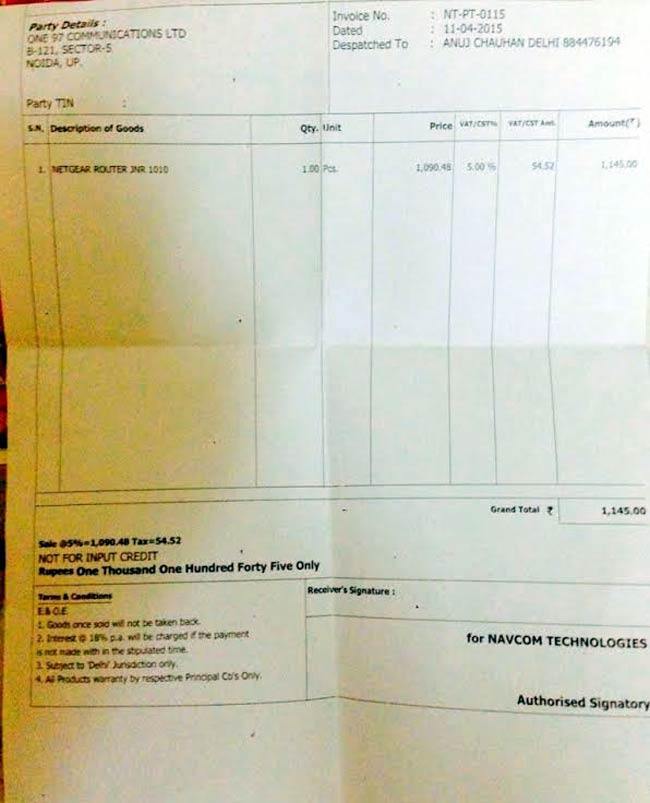 Party Details :
ONE 97 COMMUNICATIONS LTD
B-121, SECTOR-5
NOIDA, UP.
Party TIN :
Invoice No. : NT-PT-0115
Dated : 11-04-2015
Despatched To : ANUJ CHAUHAN DELHI 884476194
S.N. Description of Goods Qty. Unit Price VAT/CST% VAT/CST Amt. Amount(₹)
1. NETGEAR ROUTER JNR 1010 1.00 Pcs. 1,090.48 5.00 % 54.52 1,145.00
Grand Total ₹ 1,145.00
Sale @5%=1,090.48 Tax=54.52
NOT FOR INPUT CREDIT
Rupees One Thousand One Hundred Forty Five Only
Terms & Conditions
E.& O.E.
1. Goods once sold will not be taken back.
2. Interest @ 18% p.a. will be charged if the payment
is not made with in the stipulated time.
3. Subject to 'Delhi' Jurisdiction only.
4. All Products warranty by respective Principal Co's Only.
Receiver's Signature :
for NAVCOM TECHNOLOGIES
Authorised Signatory